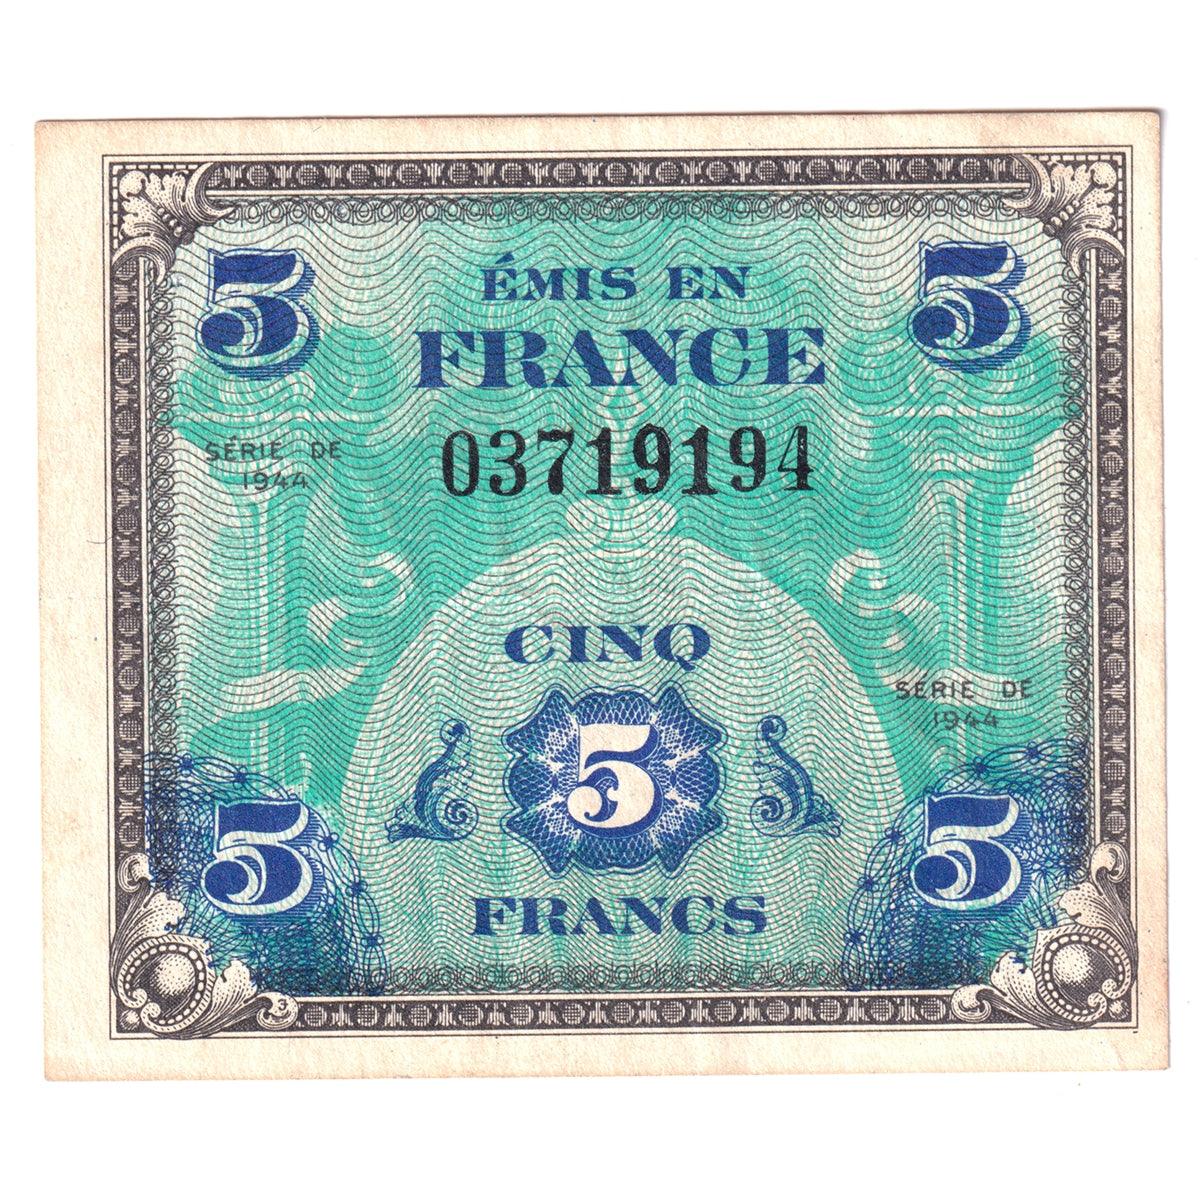 5 5
ÉMIS EN
FRANCE
SÉRIE DE
1944
03719194
CINQ
SÉRIE DE
1944
5
5 5
FRANCS